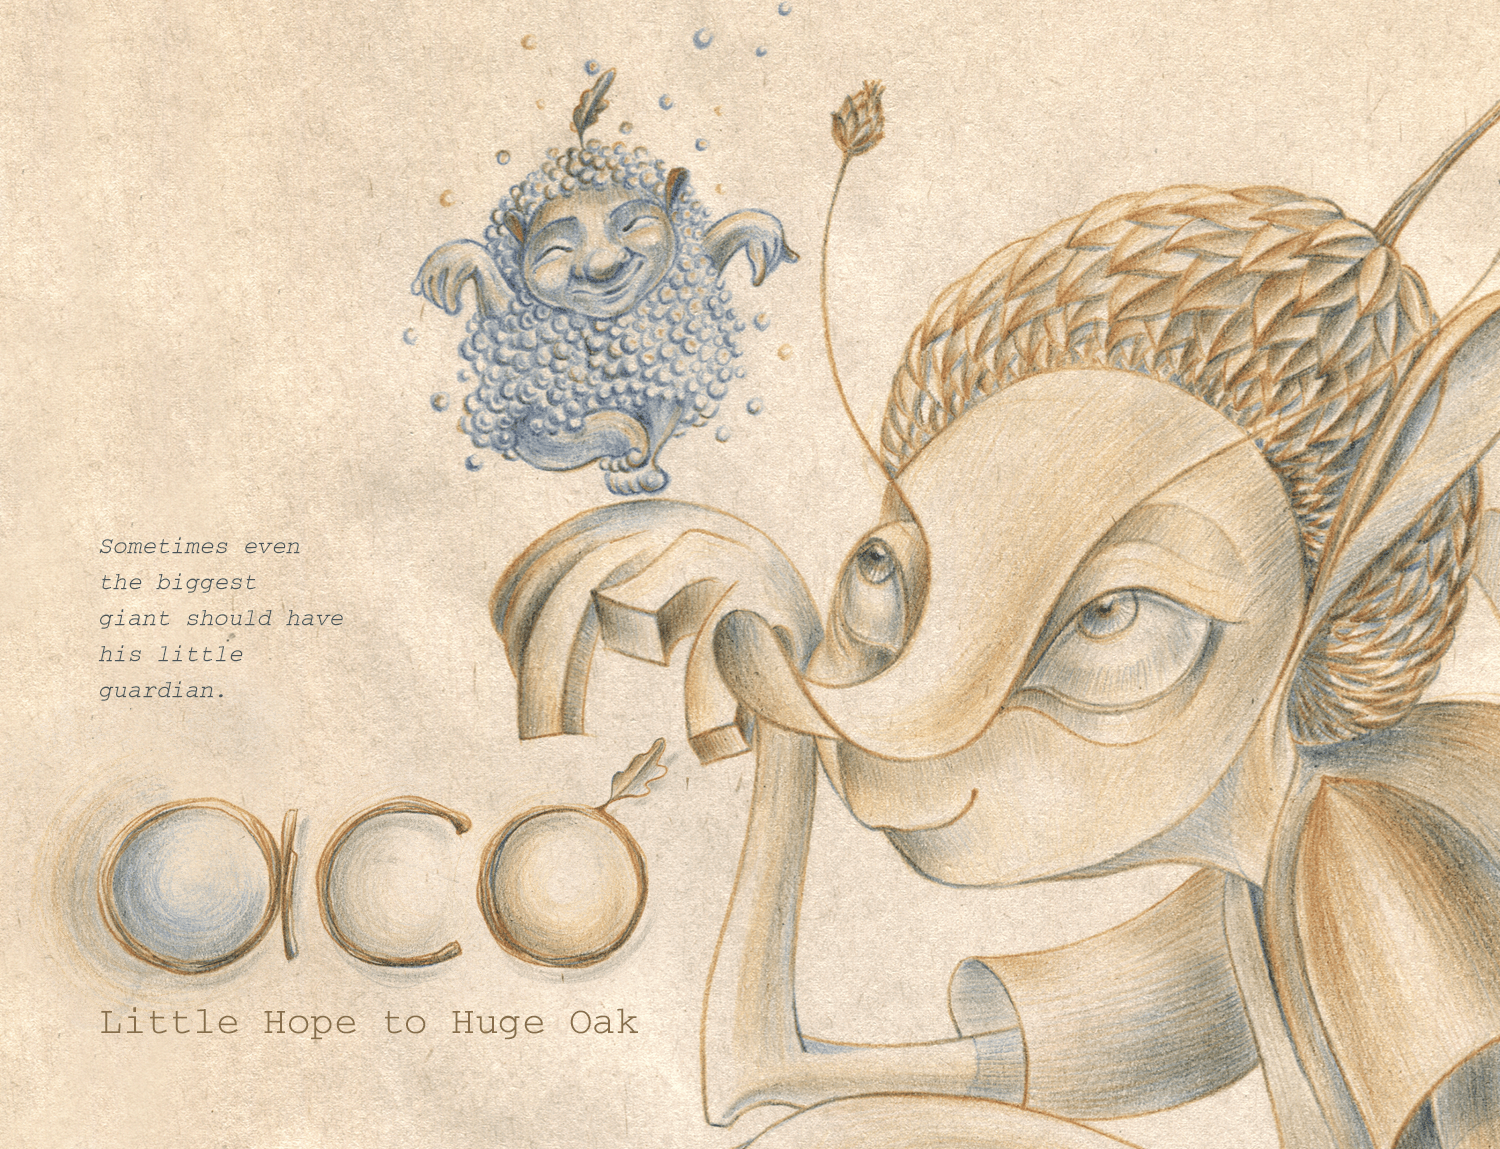 Sometimes even
the biggest
giant should have
his little
guardian.
aco
Little Hope to Huge Oak